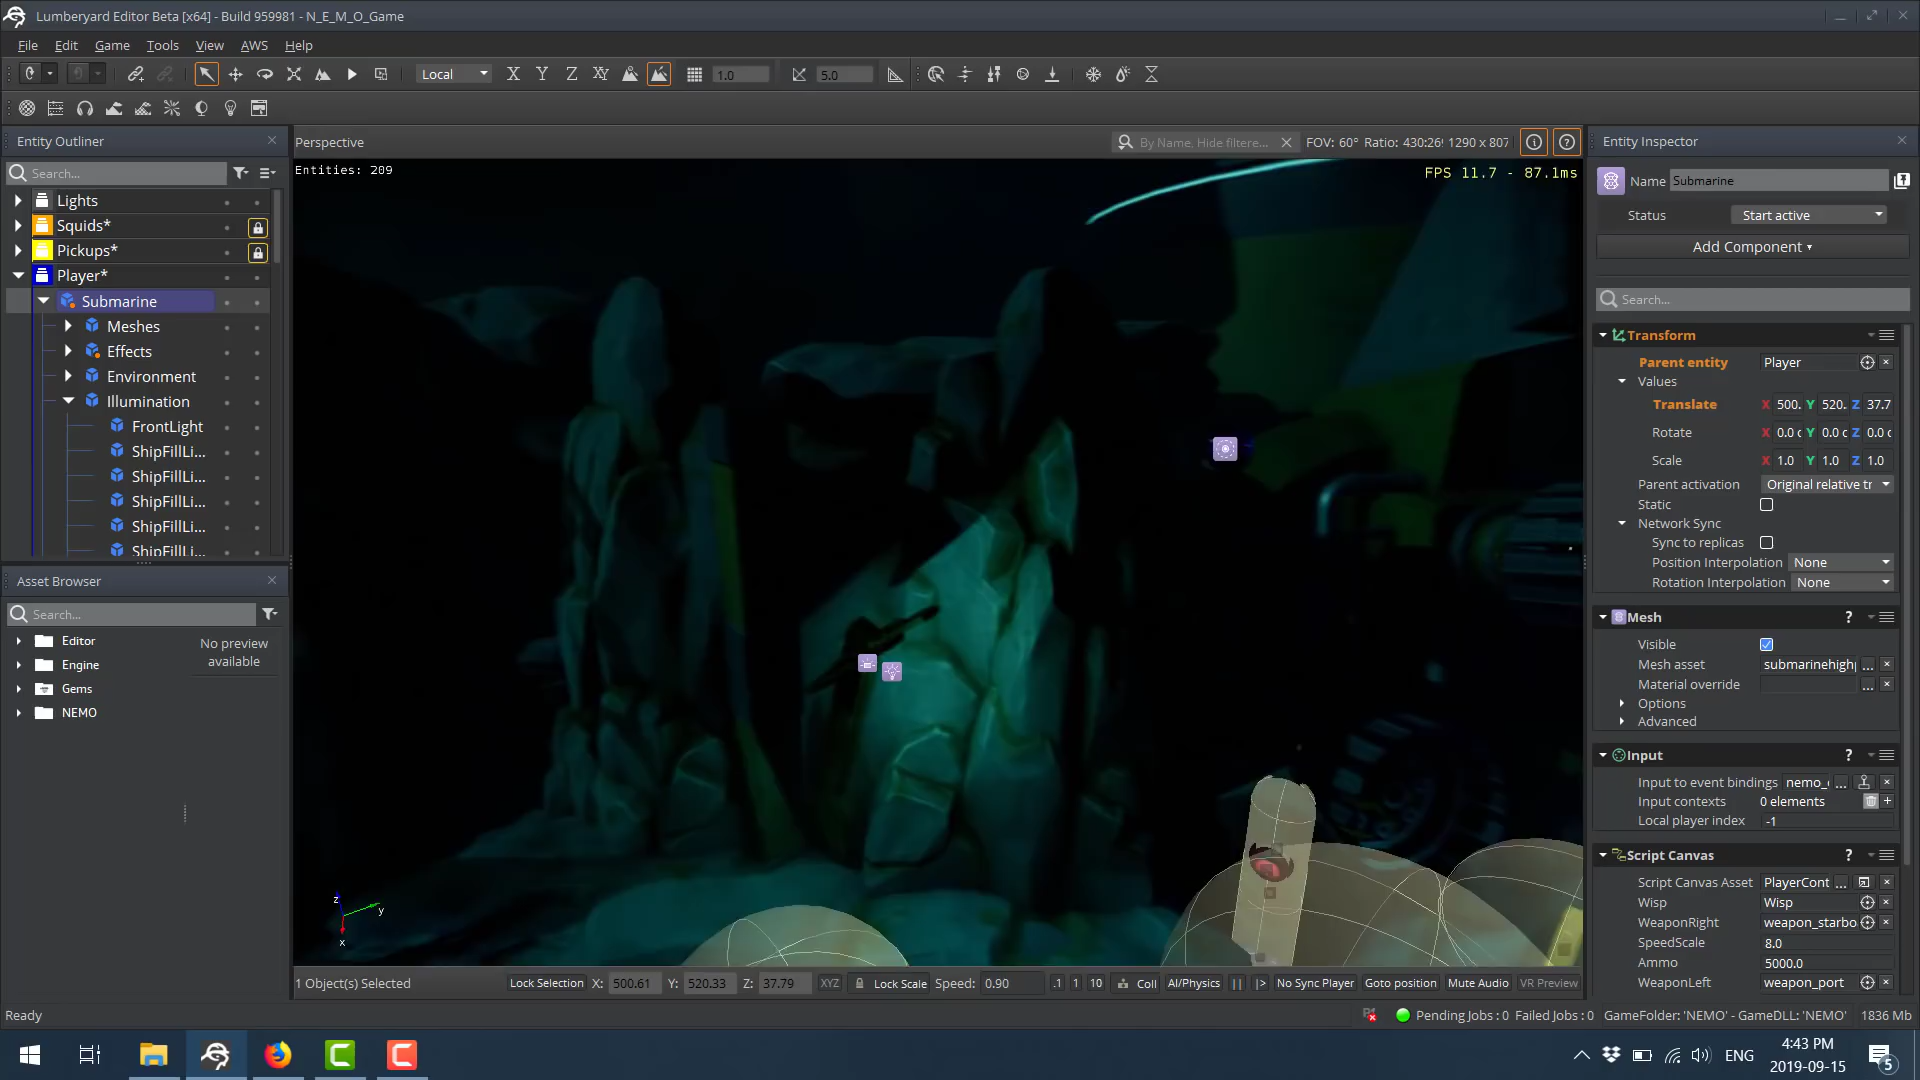 Lumberyard Editor Beta [x64] - Build 959981 - N_E_M_O_Game
File Edit Game Tools View AWS Help
Local X Y Z XY 1.0 5.0
Entity Outliner
Search...
Lights
Squids*
Pickups*
Player*
Submarine
Meshes
Effects
Environment
Illumination
FrontLight
ShipFillLi...
ShipFillLi...
ShipFillLi...
ShipFillLi...
ShipFillLi...
Asset Browser
Search...
Editor
Engine
Gems
NEMO
No preview
available
Perspective
By Name, Hide filtere...
FOV: 60° Ratio: 430:26 1290 x 807
Entities: 209
FPS 11.7 - 87.1ms
z
y
x
1 Object(s) Selected Lock Selection X: 500.61 Y: 520.33 Z: 37.79 XYZ Lock Scale Speed: 0.90 .1 1 10 Coll AI/Physics No Sync Player Goto position Mute Audio VR Preview
Entity Inspector
Name Submarine
Status Start active
Add Component
Search...
Transform
Parent entity Player
Values
Translate X 500. Y 520. Z 37.7
Rotate X 0.0 Y 0.0 Z 0.0
Scale X 1.0 Y 1.0 Z 1.0
Parent activation Original relative tr
Static
Network Sync
Sync to replicas
Position Interpolation None
Rotation Interpolation None
Mesh ?
Visible
Mesh asset submarinehigh ...
Material override ...
Options
Advanced
Input ?
Input to event bindings nemo_ ...
Input contexts 0 elements
Local player index -1
Script Canvas ?
Script Canvas Asset PlayerCont ...
Wisp Wisp
WeaponRight weapon_starbo
SpeedScale 8.0
Ammo 5000.0
WeaponLeft weapon_port
Ready
Pending Jobs : 0 Failed Jobs : 0 GameFolder: 'NEMO' - GameDLL: 'NEMO' 1836 Mb
ENG
4:43 PM
2019-09-15
5